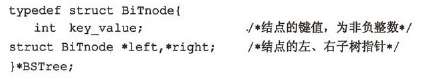 typedef struct BiTnode{
int key_value; /*结点的键值，为非负整数*/
struct BiTnode *left,*right; /*结点的左、右子树指针*/
}*BSTree;